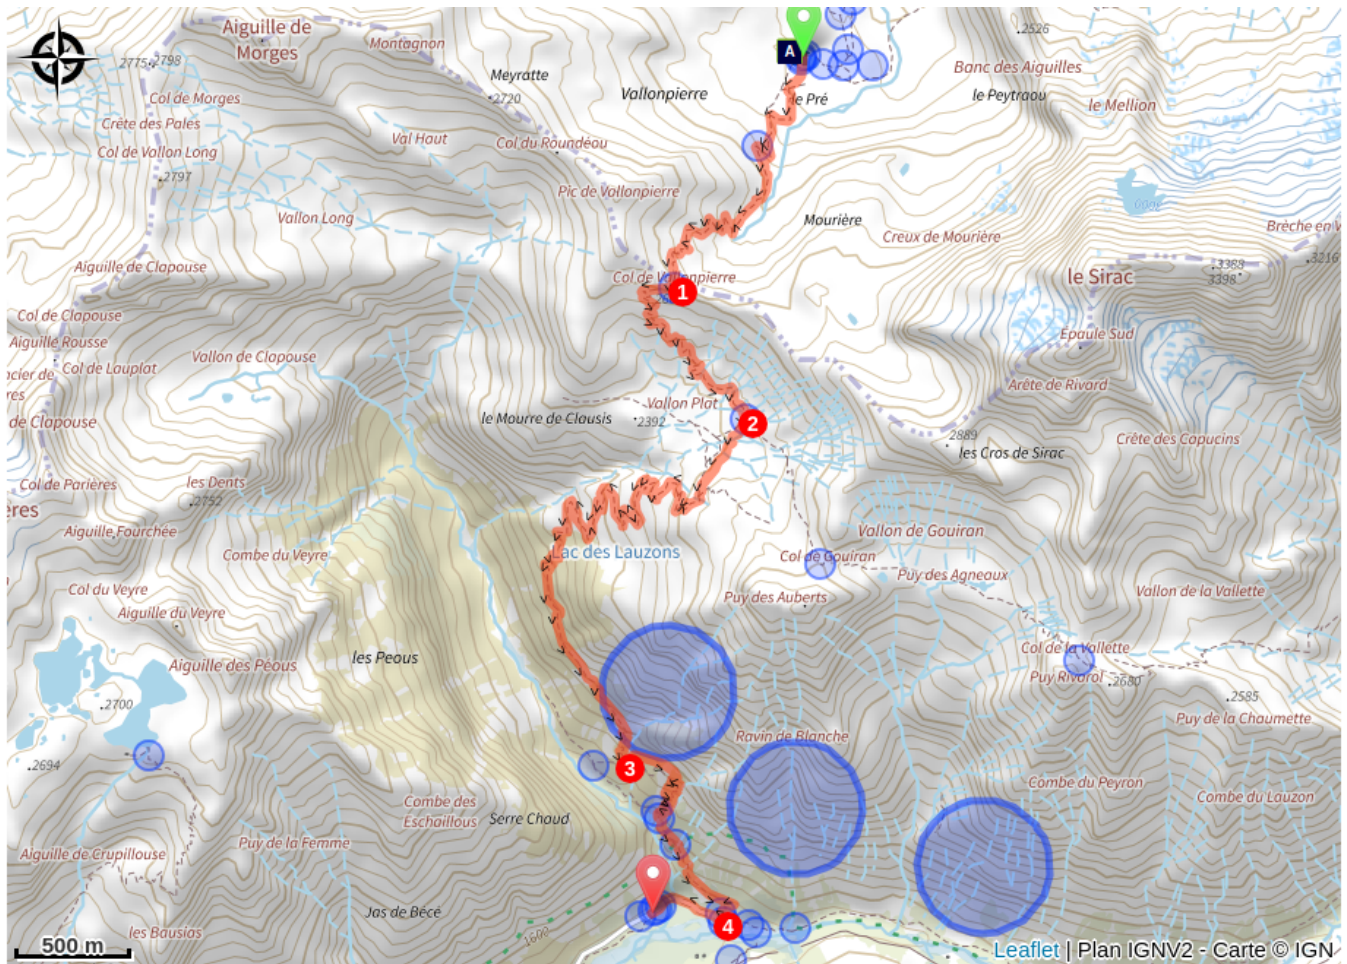 Aiguille de
Morges
Montagnon
2775
2798
Meyratte
2720
Vallonpierre
A
le Pré
2526
Banc des Aiguilles
le Peytraou
le Mellion
Col de Morges
Crête des Pales
Col de Vallon Long
2797
Val Haut
Col du Roundéou
Pic de Vallonpierre
Vallon Long
Mourière
Creux de Mourière
Brèche en V
3216
Aiguille de Clapouse
Col de Vallonpierre
1
le Sirac
3388
3398
Col de Clapouse
Aiguille Rousse
Vallon de Clapouse
Epaule Sud
cier de
Col de Lauplat
res
de Clapouse
Arête de Rivard
le Mourre de Clausis
2392
Vallon Plat
2
2889
les Cros de Sirac
Crête des Capucins
Col de Parières
ères
les Dents
2752
Aiguille Fourchée
Combe du Veyre
Lac des Lauzons
Vallon de Gouiran
Col de Gouiran
Puy des Agneaux
Col du Veyre
Aiguille du Veyre
Puy des Auberts
Vallon de la Vallette
Aiguille des Péous
les Peous
Col de la Vallette
Puy Rivarol
2680
2585
2700
Puy de la Chaumette
Ravin de Blanche
2694
3
Combe du Peyron
Combe du Lauzon
Combe des
Eschaillous
Serre Chaud
Puy de la Femme
Aiguille de Crupillouse
Jas de Bécé
les Bausias
1600
4
500 m
Leaflet | Plan IGNV2 - Carte © IGN